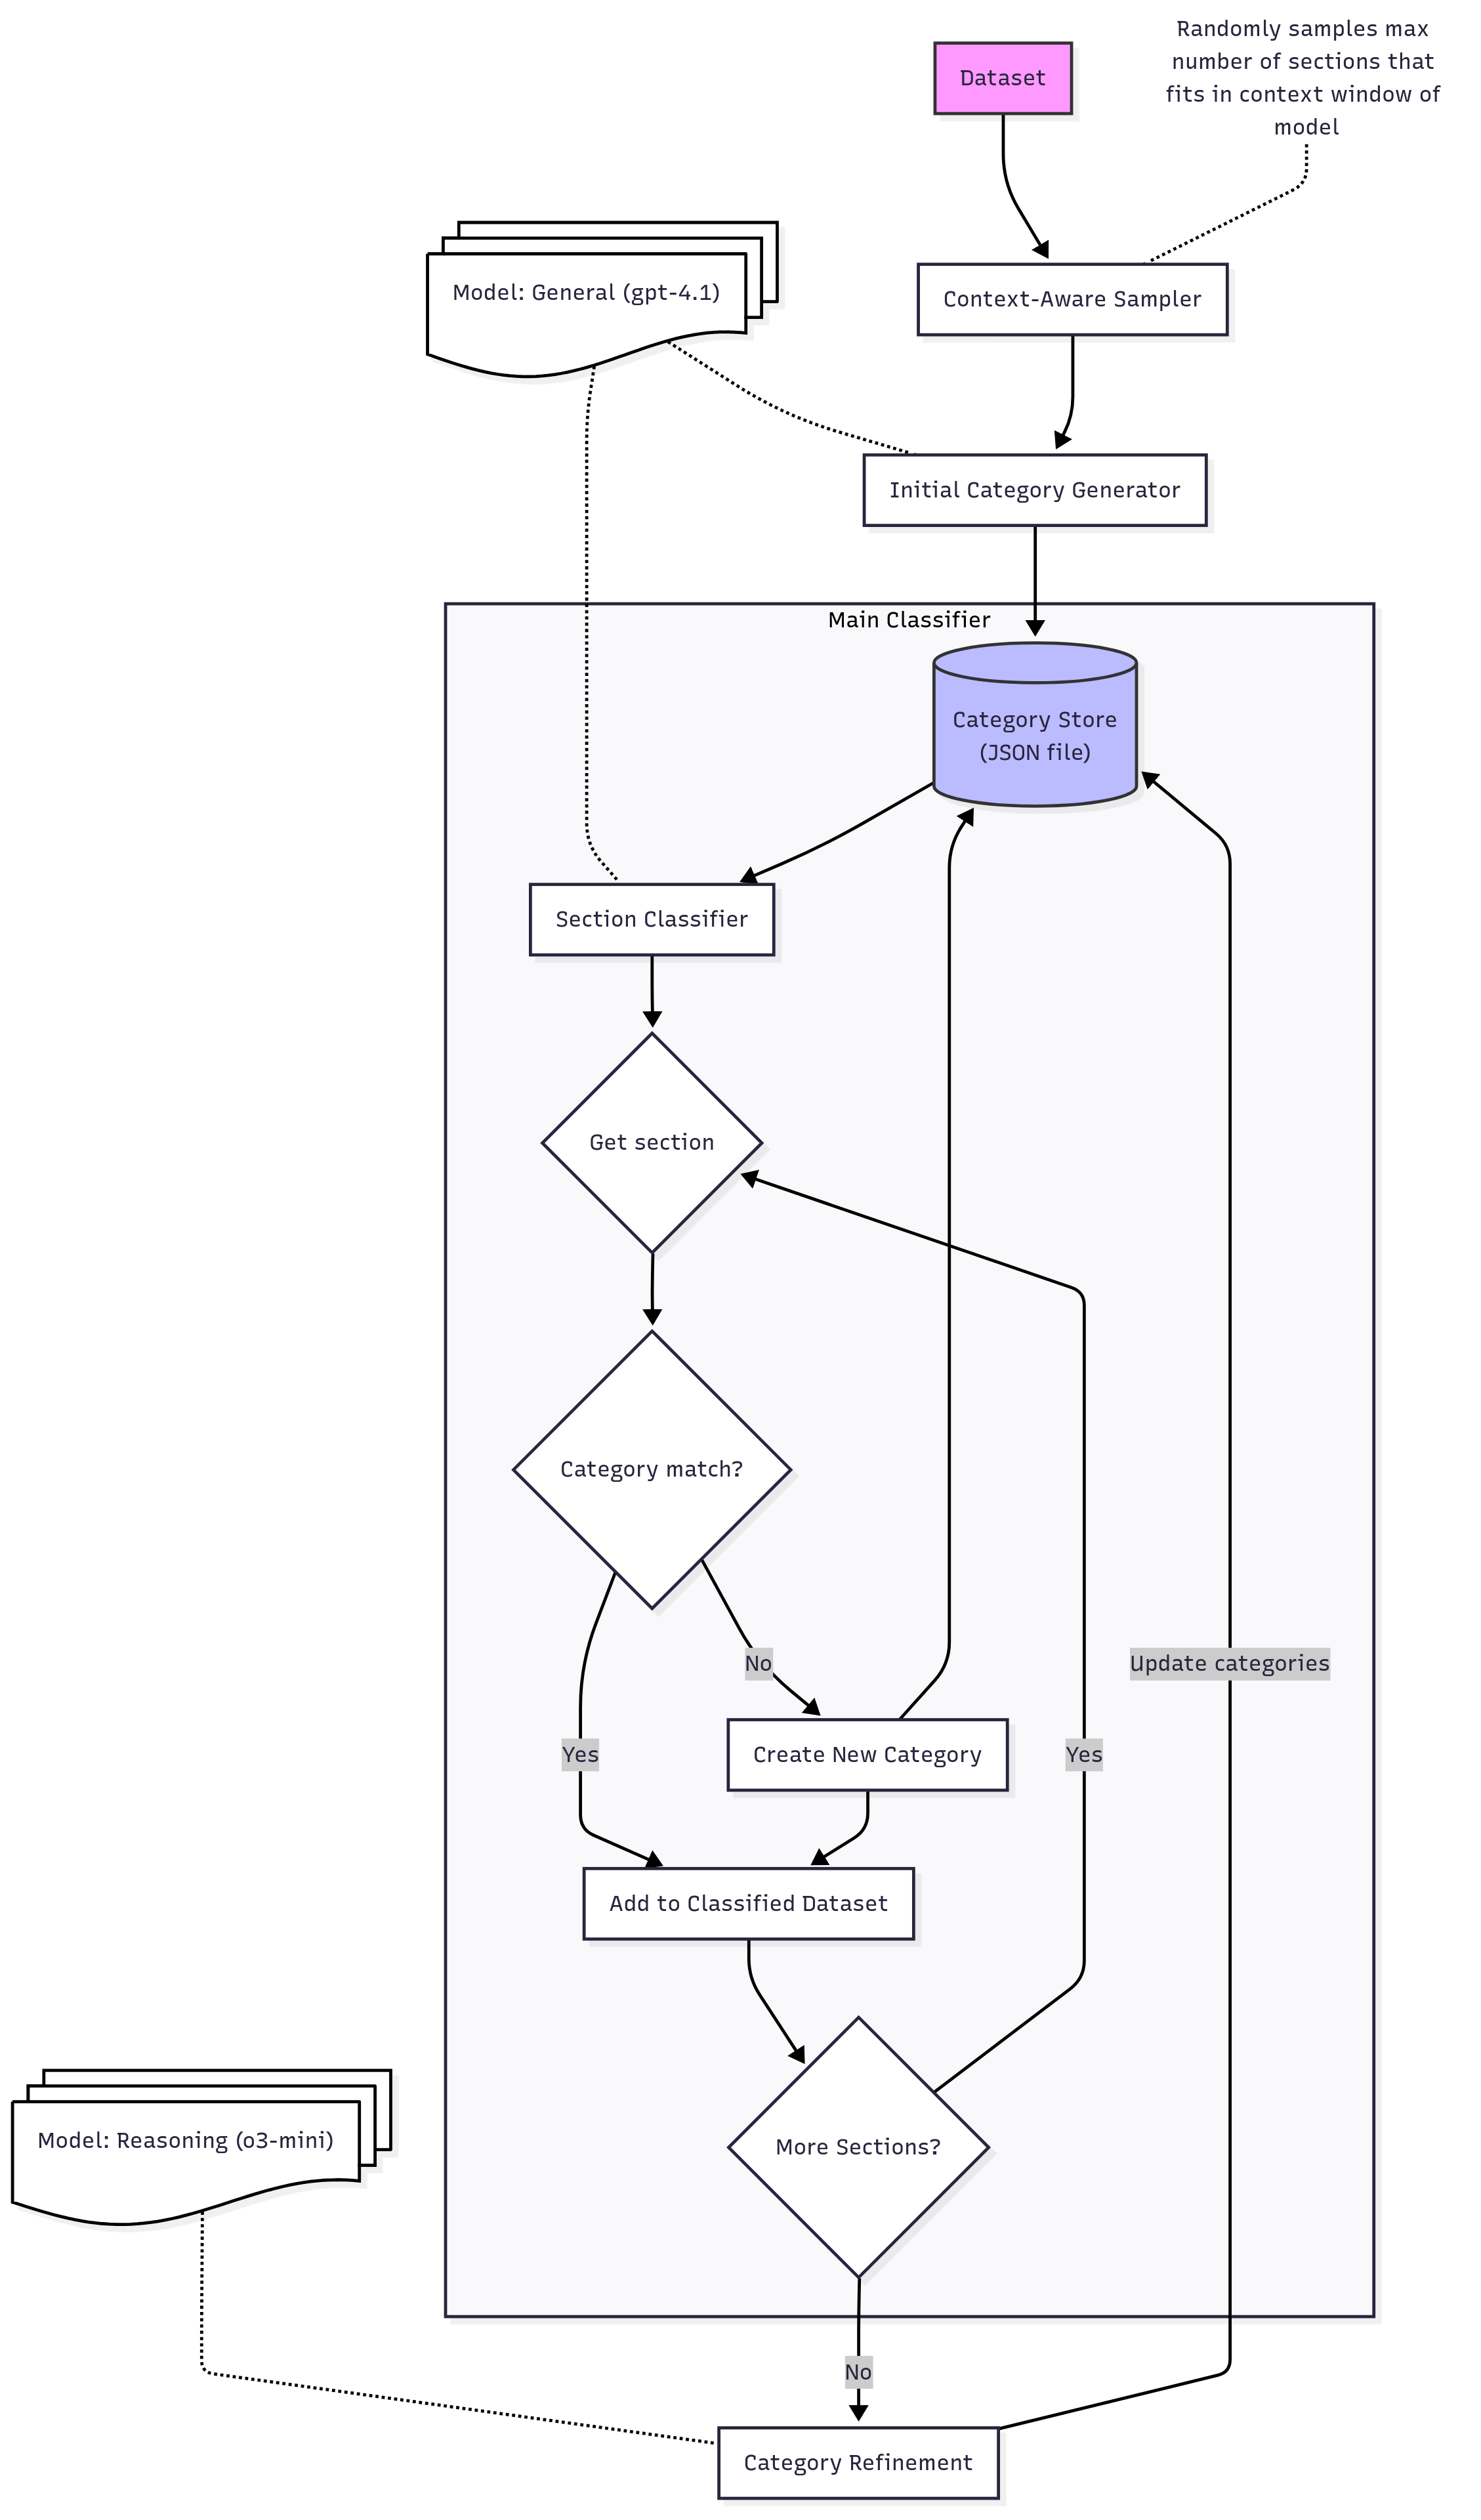 Randomly samples max
number of sections that
fits in context window of
model
Dataset
Model: General (gpt-4.1)
Context-Aware Sampler
Initial Category Generator
Main Classifier
Category Store
(JSON file)
Section Classifier
Get section
Category match?
No
Update categories
Yes
Create New Category
Yes
Add to Classified Dataset
Model: Reasoning (o3-mini)
More Sections?
No
Category Refinement